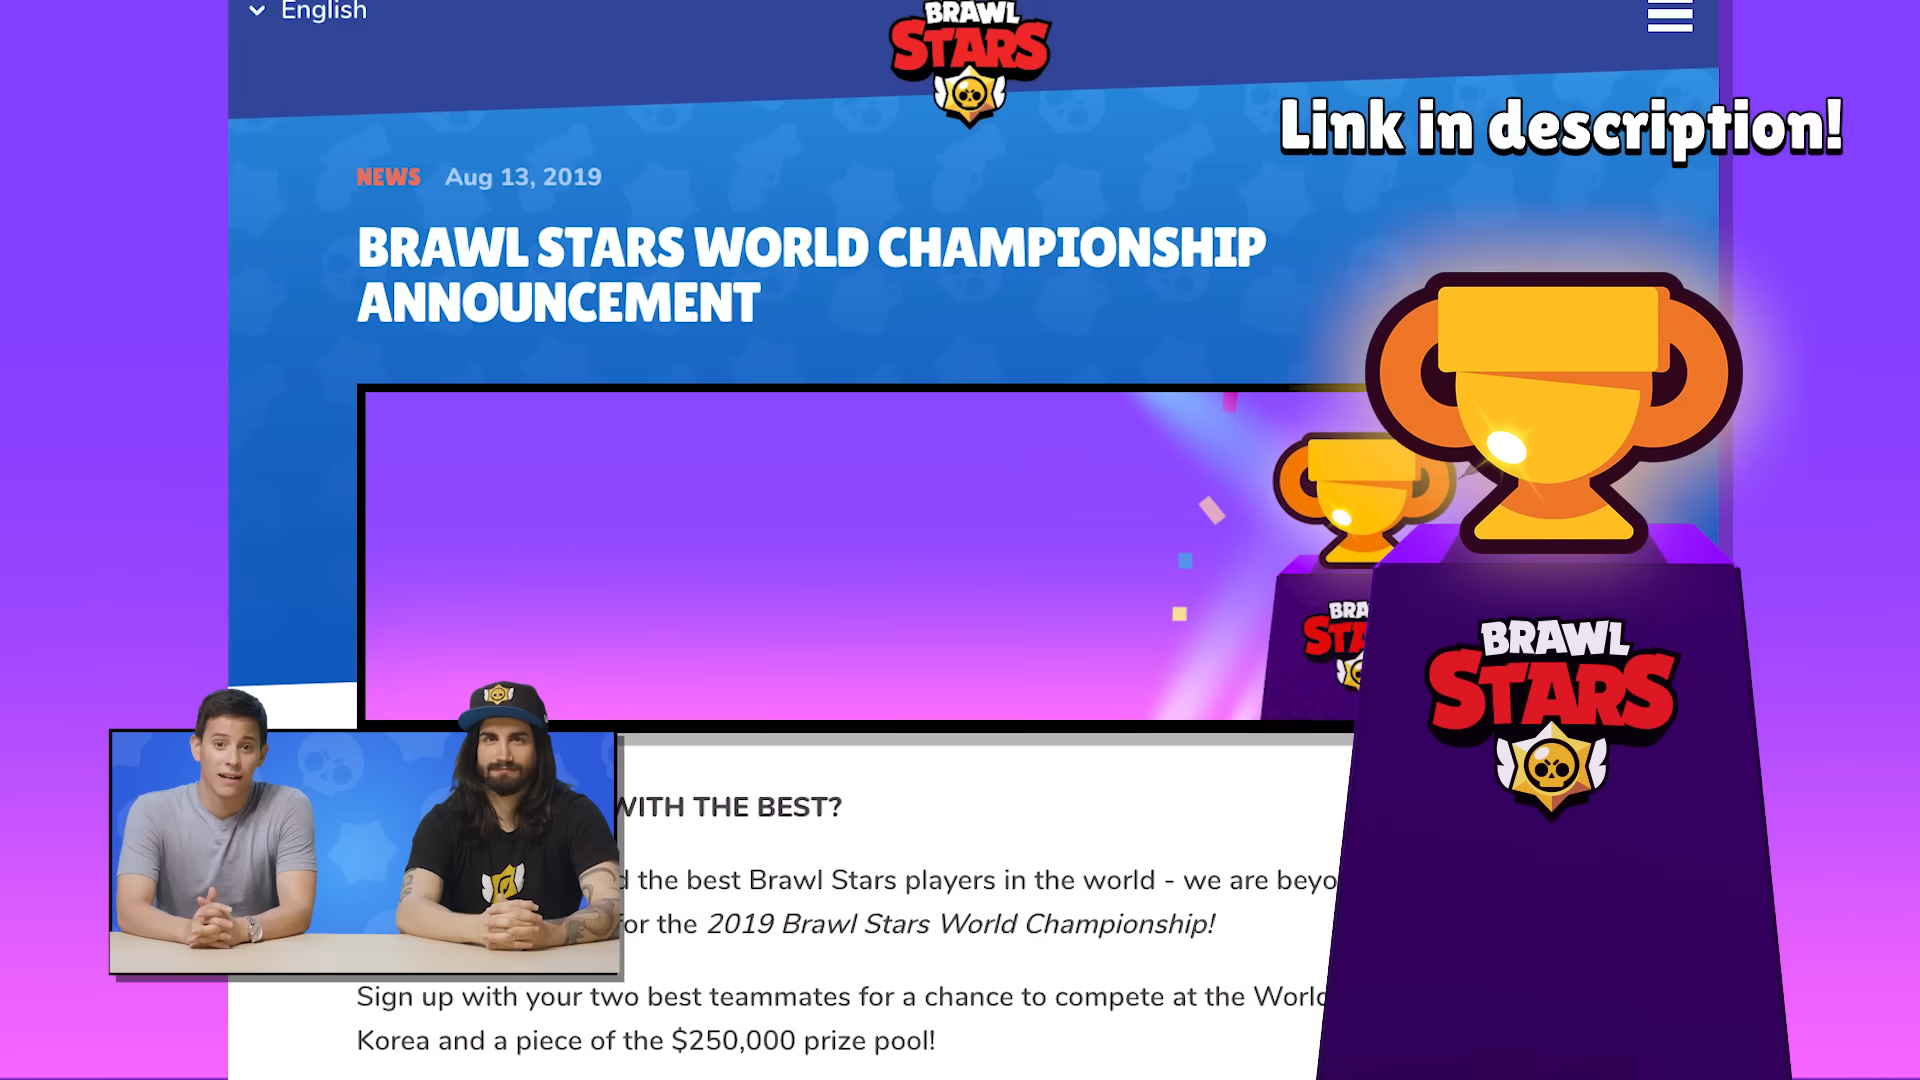 English
BRAWL
STARS
Link in description!
NEWS Aug 13, 2019
BRAWL STARS WORLD CHAMPIONSHIP
ANNOUNCEMENT
BRAWL
STARS
WITH THE BEST?
the best Brawl Stars players in the world - we are
for the 2019 Brawl Stars World Championship!
Sign up with your two best teammates for a chance to compete at the World
Korea and a piece of the $250,000 prize pool!